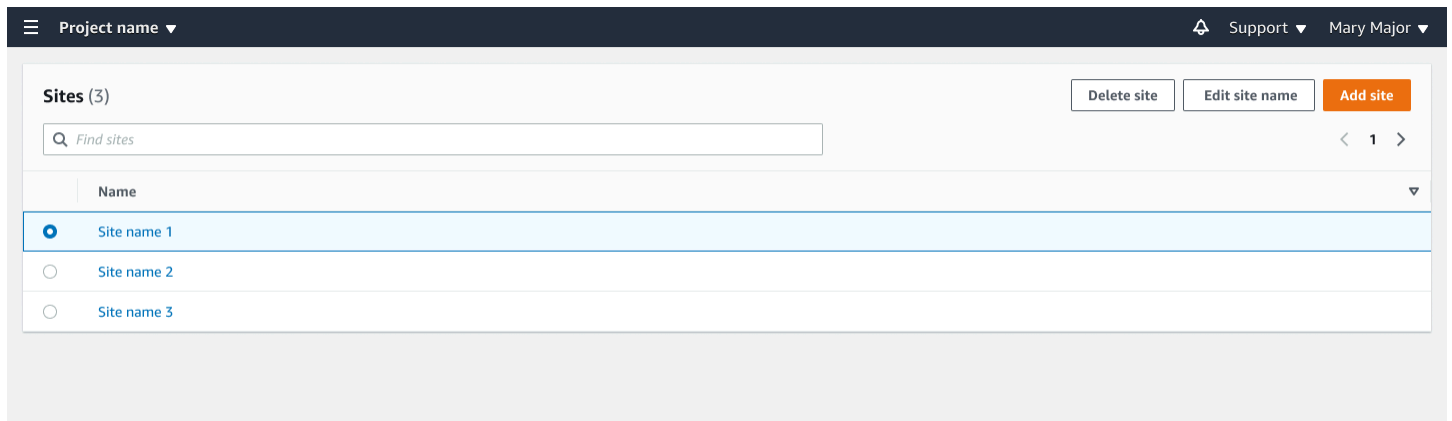 Project name Support Mary Major
Sites (3) Delete site Edit site name Add site
Find sites 1
Name
Site name 1
Site name 2
Site name 3